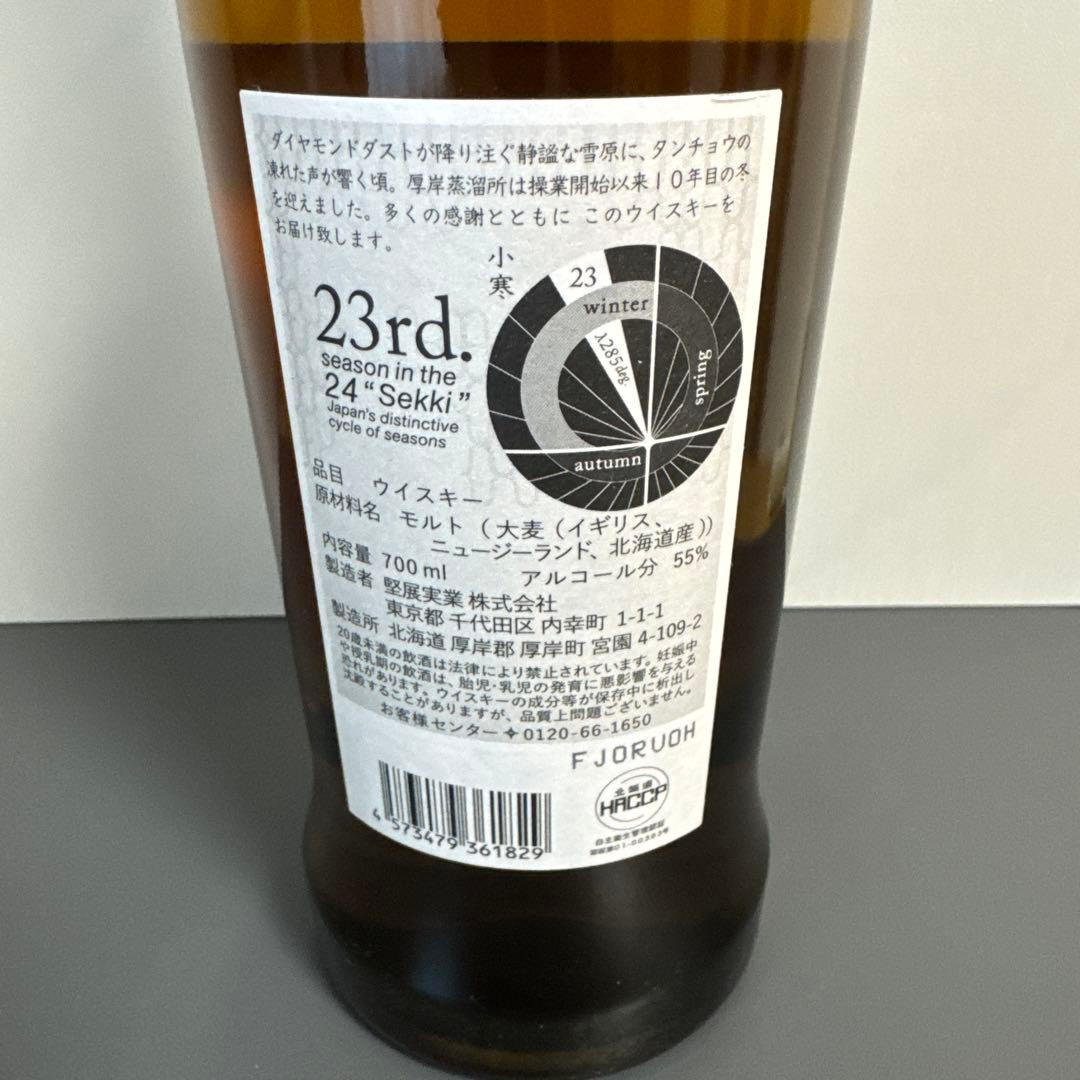 ダイヤモンドダストが降り注ぐ静謐な雪原に、タンチョウの
凍れた声が響く頃。厚岸蒸溜所は操業開始以来10年目の冬
を迎えました。多くの感謝とともに このウイスキーを
お届け致します。
小寒
23rd.
season in the
24 “Sekki”
Japan's distinctive
cycle of seasons
23
winter
λ285deg.
spring
autumn
品目 ウイスキー
原材料名 モルト（大麦（イギリス、
ニュージーランド、北海道産））
内容量 700ml アルコール分 55%
製造者 堅展実業 株式会社
東京都 千代田区 内幸町 1-1-1
製造所 北海道 厚岸郡 厚岸町 宮園 4-109-2
20歳未満の飲酒は法律により禁止されています。妊娠中
や授乳期の飲酒は、胎児・乳児の発育に悪影響を与える
恐れがあります。ウイスキーの成分等が保存中に析出し
沈殿することがありますが、品質上問題ございません。
お客様センター✦0120-66-1650
FJORUOH
4 573479 361829
北海道
HACCP
自主衛生管理認証